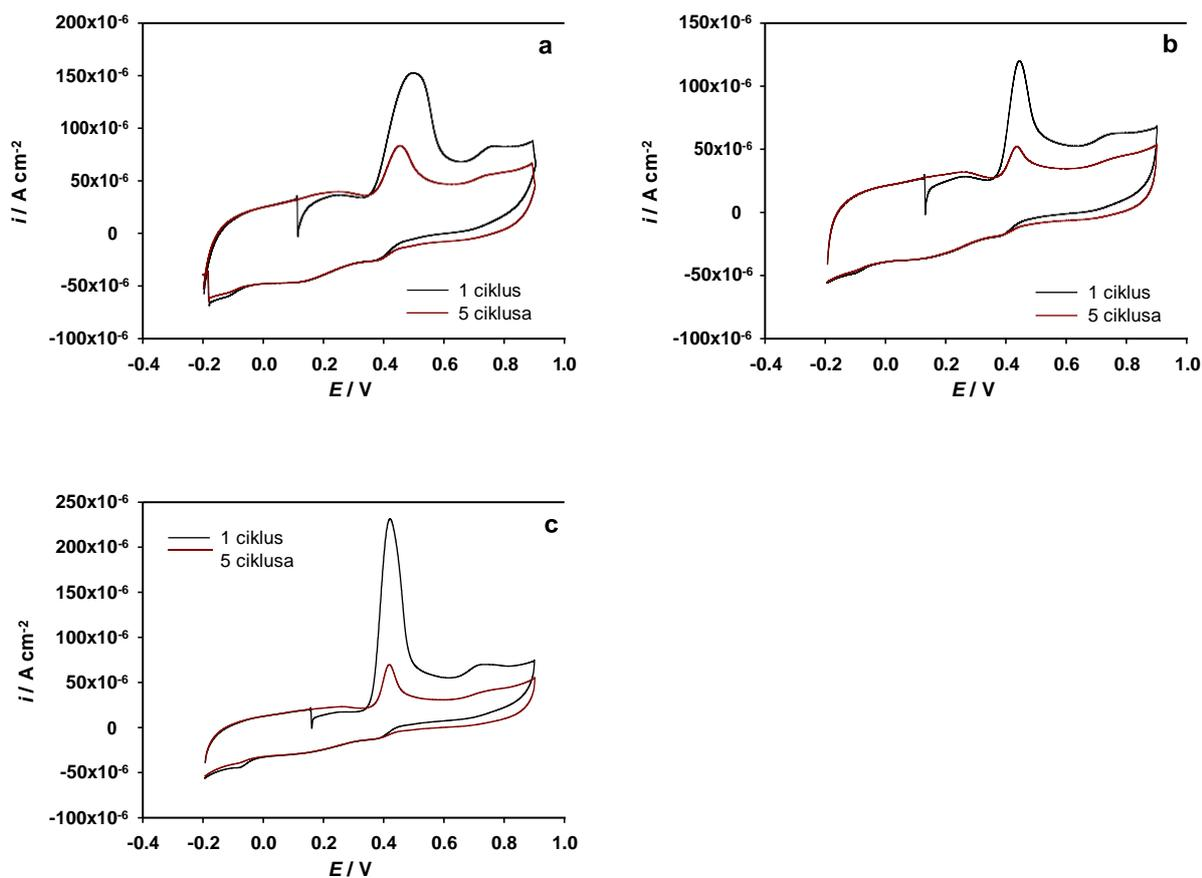 200x10-6
150x10-6
100x10-6
50x10-6
0
-50x10-6
-100x10-6
i / A cm-2
a
1 ciklus
5 ciklusa
-0.4 -0.2 0.0 0.2 0.4 0.6 0.8 1.0
E / V
150x10-6
100x10-6
50x10-6
0
-50x10-6
-100x10-6
i / A cm-2
b
1 ciklus
5 ciklusa
-0.4 -0.2 0.0 0.2 0.4 0.6 0.8 1.0
E / V
250x10-6
200x10-6
150x10-6
100x10-6
50x10-6
0
-50x10-6
-100x10-6
i / A cm-2
c
1 ciklus
5 ciklusa
-0.4 -0.2 0.0 0.2 0.4 0.6 0.8 1.0
E / V